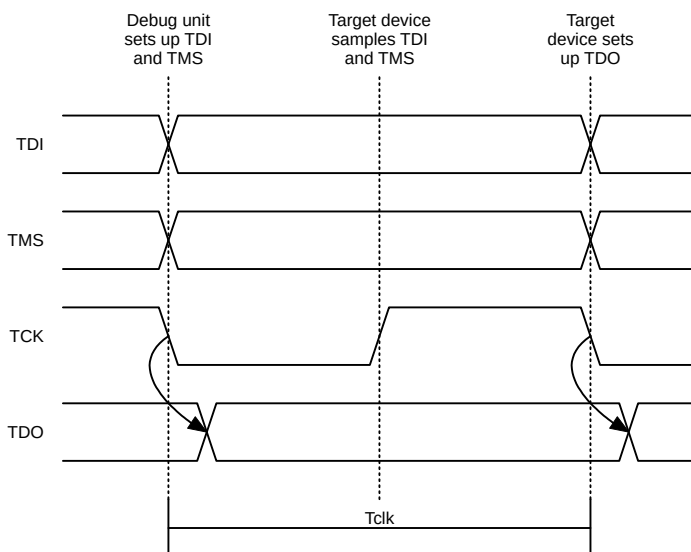 Debug unit
sets up TDI
and TMS
Target device
samples TDI
and TMS
Target
device sets
up TDO
TDI
TMS
TCK
TDO
Tclk